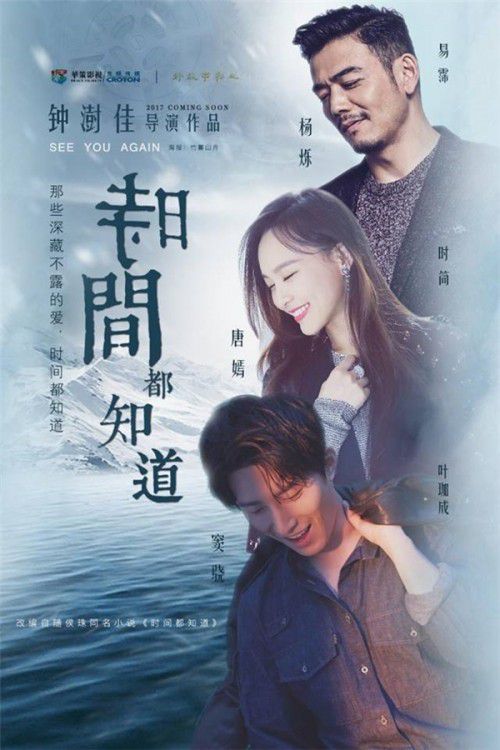 華策影視
CROTON
钟澍佳
2017 COMING SOON
导演作品
SEE YOU AGAIN
那些深藏不露的爱，时间都知道
時間都知道
易霈
杨烁
时简
唐嫣
叶珈成
窦骁
改编自随侯珠同名小说《时间都知道》